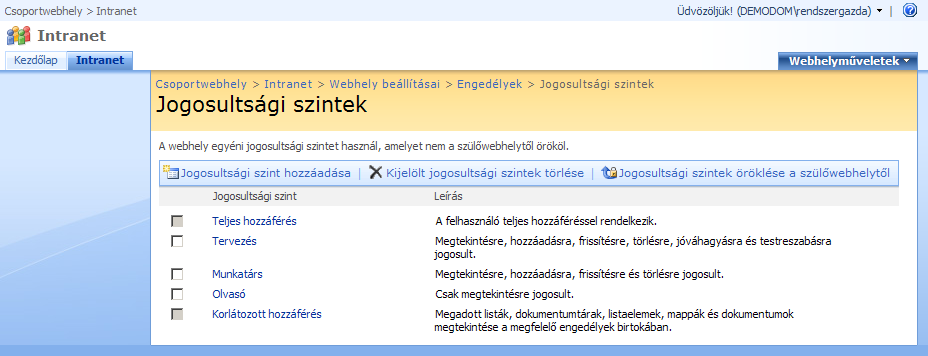 Csoportwebhely > Intranet
Üdvözöljük! (DEMODOM\rendszergazda)
Intranet
Kezdőlap
Intranet
Webhelyműveletek
Csoportwebhely > Intranet > Webhely beállításai > Engedélyek > Jogosultsági szintek
Jogosultsági szintek
A webhely egyéni jogosultsági szintet használ, amelyet nem a szülőwebhelytől örököl.
Jogosultsági szint hozzáadása | Kijelölt jogosultsági szintek törlése | Jogosultsági szintek öröklése a szülőwebhelytől
Jogosultsági szint Leírás
Teljes hozzáférés A felhasználó teljes hozzáféréssel rendelkezik.
Tervezés Megtekintésre, hozzáadásra, frissítésre, törlésre, jóváhagyásra és testreszabásra
jogosult.
Munkatárs Megtekintésre, hozzáadásra, frissítésre és törlésre jogosult.
Olvasó Csak megtekintésre jogosult.
Korlátozott hozzáférés Megadott listák, dokumentumtárak, listaelemek, mappák és dokumentumok
megtekintése a megfelelő engedélyek birtokában.